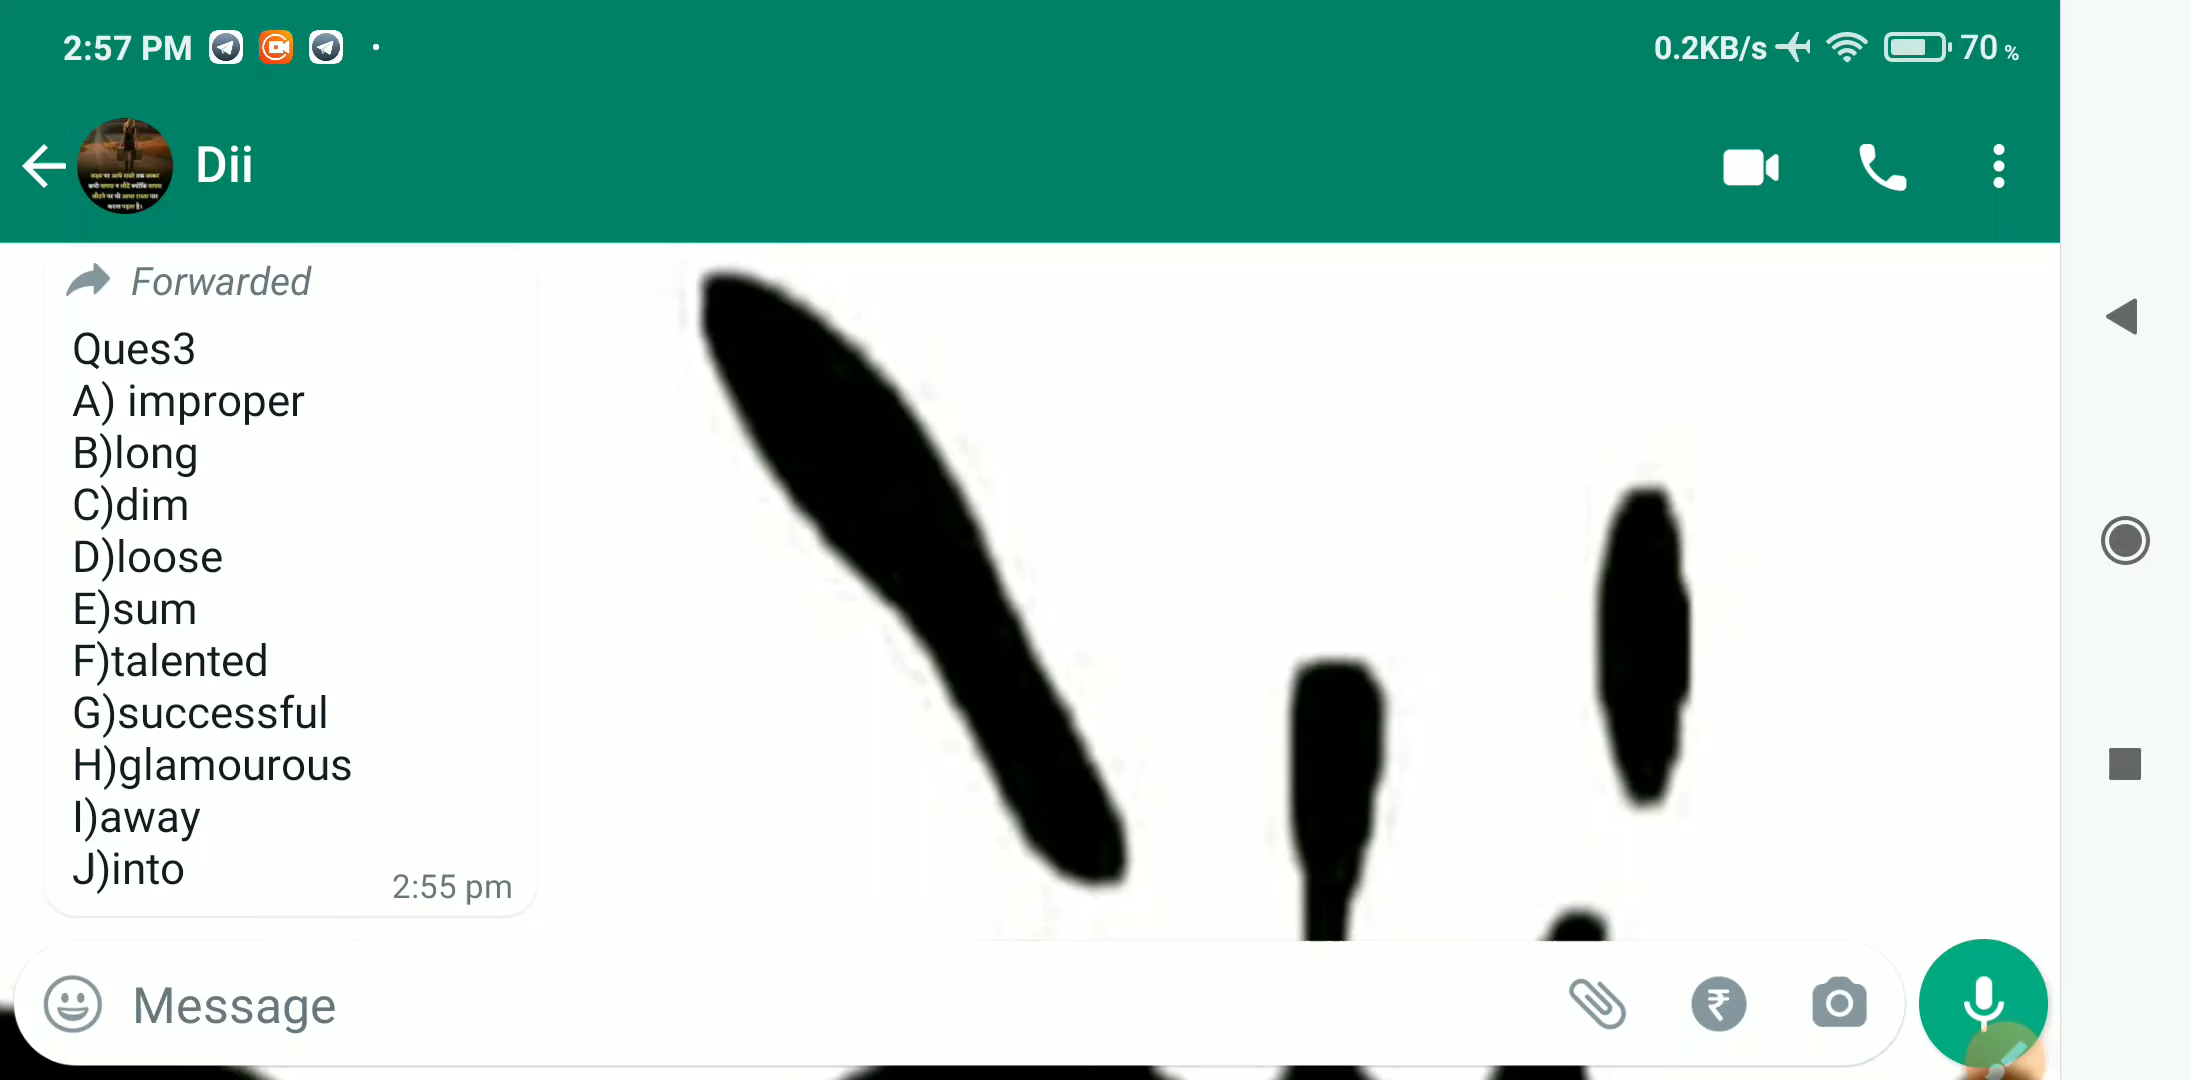 2:57 PM
0.2KB/s
70 %
Dii
Forwarded
Ques3
A) improper
B)long
C)dim
D)loose
E)sum
F)talented
G)successful
H)glamourous
I)away
J)into
2:55 pm
Message